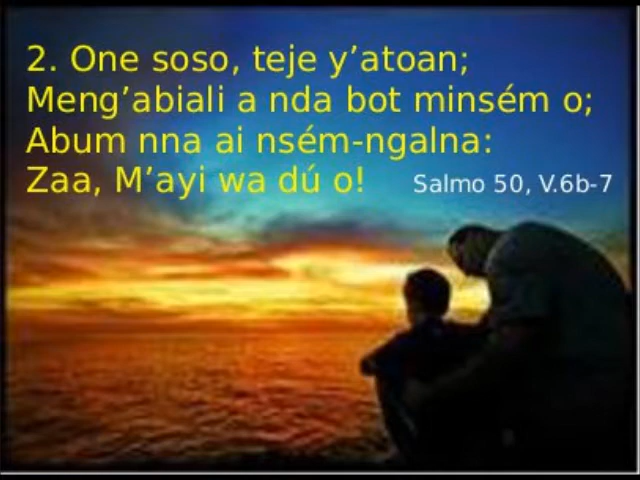 2. One soso, teje y’atoan;
Meng’abiali a nda bot minsém o;
Abum nna ai nsém-ngalna:
Zaa, M’ayi wa dú o!
Salmo 50, V.6b-7